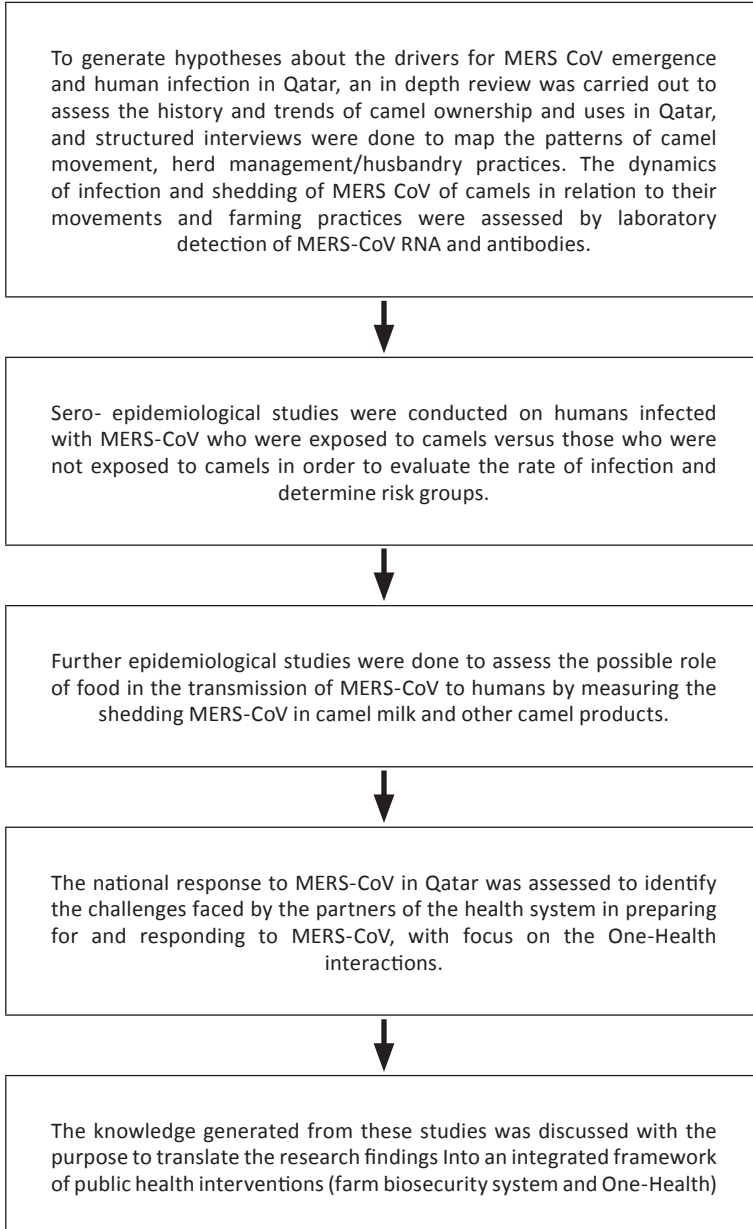 To generate hypotheses about the drivers for MERS CoV emergence
and human infection in Qatar, an in depth review was carried out to
assess the history and trends of camel ownership and uses in Qatar,
and structured interviews were done to map the patterns of camel
movement, herd management/husbandry practices. The dynamics
of infection and shedding of MERS CoV of camels in relation to their
movements and farming practices were assessed by laboratory
detection of MERS-CoV RNA and antibodies.
Sero- epidemiological studies were conducted on humans infected
with MERS-CoV who were exposed to camels versus those who were
not exposed to camels in order to evaluate the rate of infection and
determine risk groups.
Further epidemiological studies were done to assess the possible role
of food in the transmission of MERS-CoV to humans by measuring the
shedding MERS-CoV in camel milk and other camel products.
The national response to MERS-CoV in Qatar was assessed to identify
the challenges faced by the partners of the health system in preparing
for and responding to MERS-CoV, with focus on the One-Health
interactions.
The knowledge generated from these studies was discussed with the
purpose to translate the research findings Into an integrated framework
of public health interventions (farm biosecurity system and One-Health)